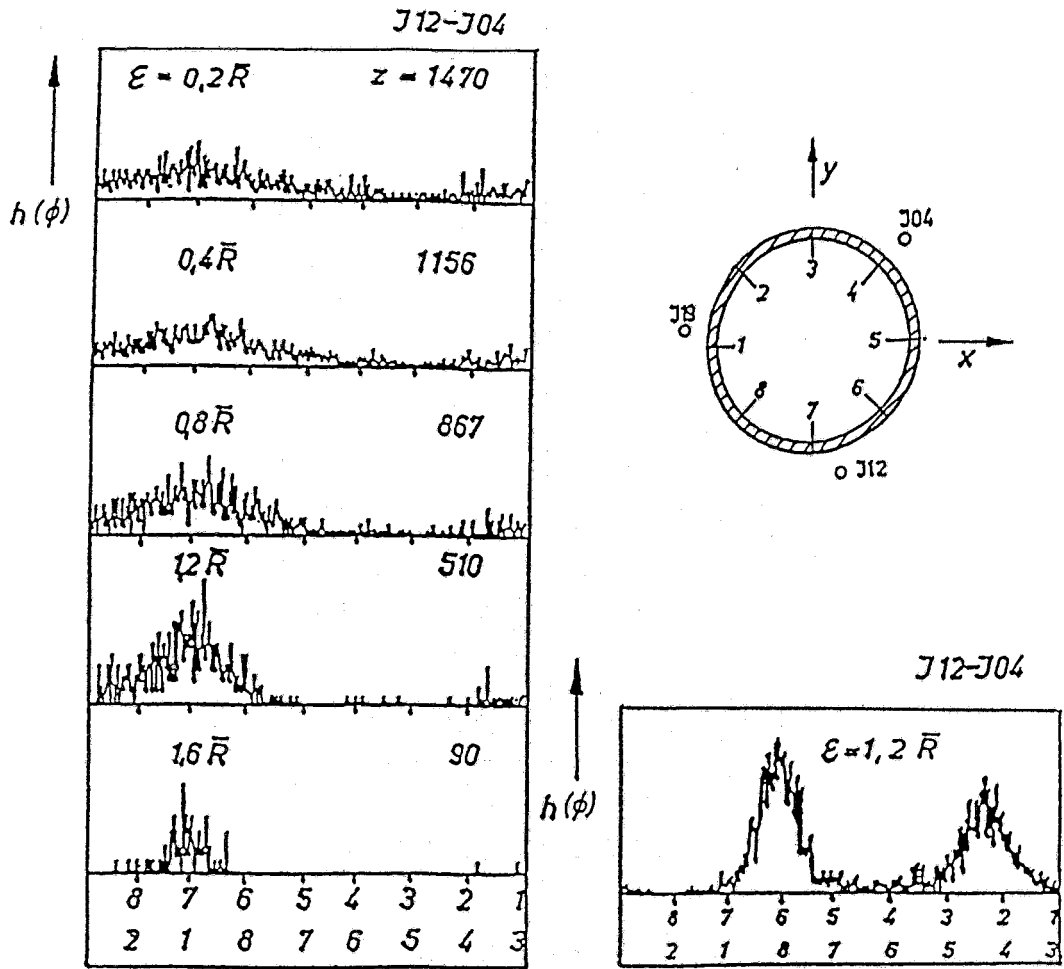 J12-J04
ε = 0,2 R̄ z = 1470
h(ϕ)
0,4 R̄ 1156
0,8 R̄ 867
1,2 R̄ 510
1,6 R̄ 90
8 7 6 5 4 3 2 1
2 1 8 7 6 5 4 3
y
J04
3
2 4
J13
1 5
x
8 6
7
J12
J12-J04
ε = 1,2 R̄
h(ϕ)
8 7 6 5 4 3 2 1
2 1 8 7 6 5 4 3